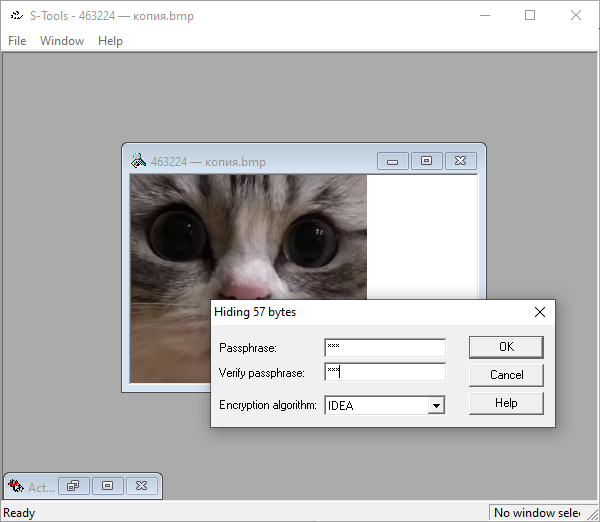 S-Tools - 463224 — копия.bmp
File Window Help
463224 — копия.bmp
Hiding 57 bytes
Passphrase: ***
Verify passphrase: ***
Encryption algorithm: IDEA
OK
Cancel
Help
Act...
Ready
No window selec